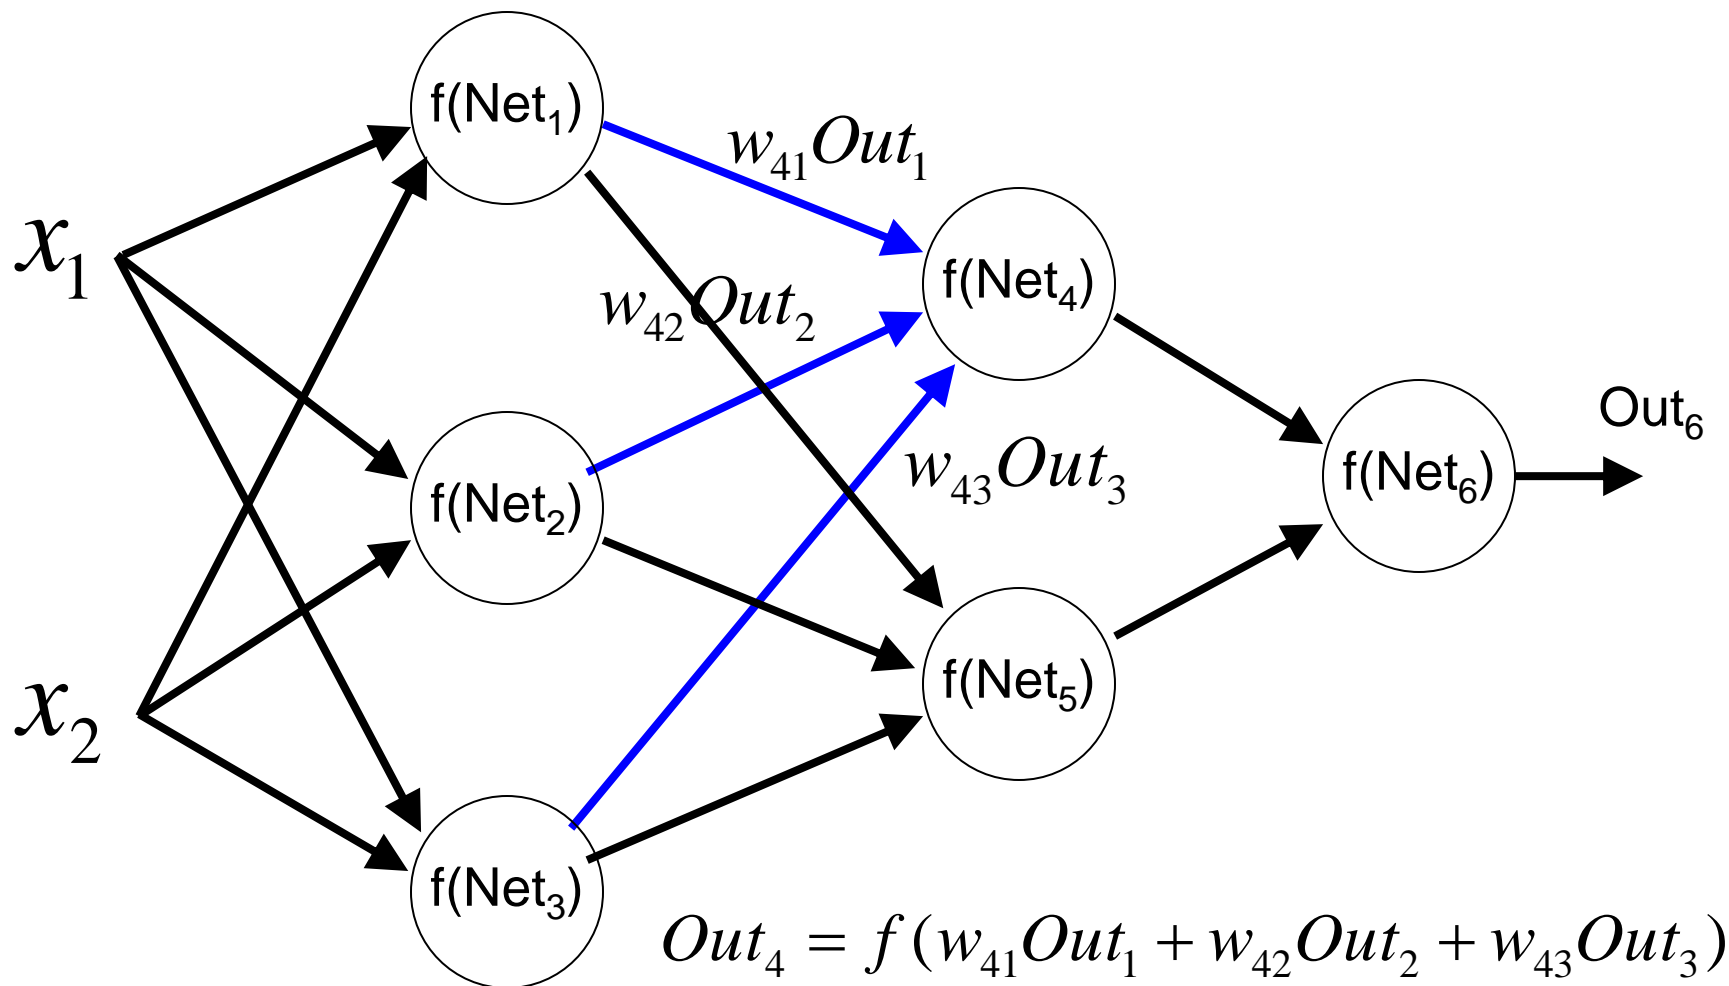 f(Net₁)
w₄₁Out₁
x₁
f(Net₄)
w₄₂Out₂
Out₆
w₄₃Out₃
f(Net₆)
f(Net₂)
f(Net₅)
x₂
f(Net₃)
Out₄ = f(w₄₁Out₁ + w₄₂Out₂ + w₄₃Out₃)